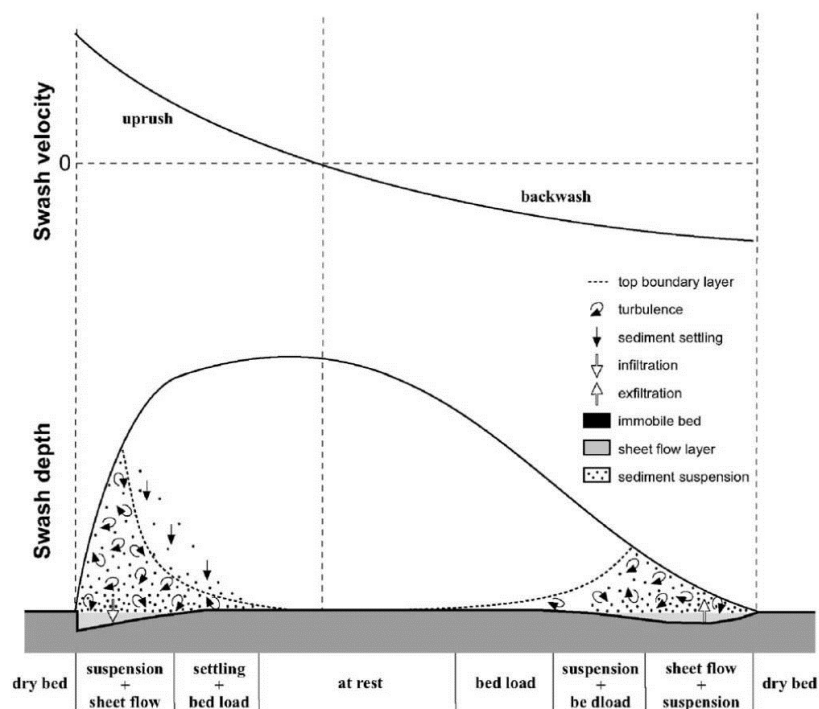 uprush
Swash velocity
0
backwash
top boundary layer
turbulence
sediment settling
infiltration
exfiltration
immobile bed
sheet flow layer
sediment suspension
Swash depth
dry bed
suspension
+
sheet flow
settling
+
bed load
at rest
bed load
suspension
+
be dload
sheet flow
+
suspension
dry bed